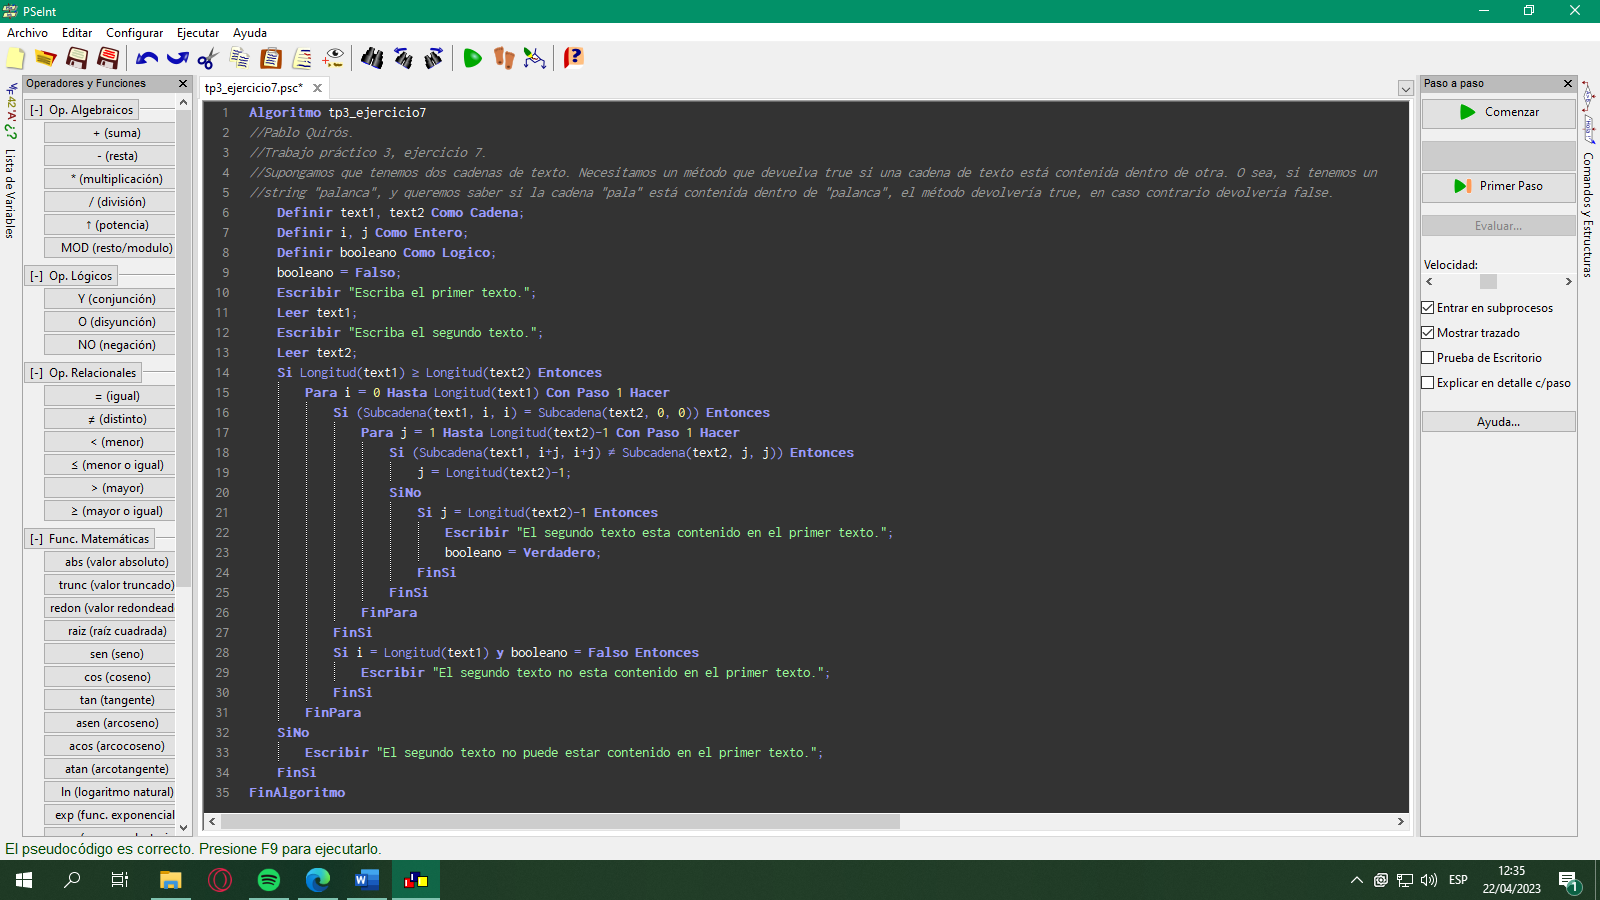 PSeInt
Archivo Editar Configurar Ejecutar Ayuda
Operadores y Funciones
tp3_ejercicio7.psc*
Paso a paso
Lista de Variables
[-] Op. Algebraicos
+ (suma)
- (resta)
* (multiplicación)
/ (división)
↑ (potencia)
MOD (resto/modulo)
[-] Op. Lógicos
Y (conjunción)
O (disyunción)
NO (negación)
[-] Op. Relacionales
= (igual)
≠ (distinto)
< (menor)
≤ (menor o igual)
> (mayor)
≥ (mayor o igual)
[-] Func. Matemáticas
abs (valor absoluto)
trunc (valor truncado)
redon (valor redondead
raiz (raíz cuadrada)
sen (seno)
cos (coseno)
tan (tangente)
asen (arcoseno)
acos (arcocoseno)
atan (arcotangente)
ln (logaritmo natural)
exp (func. exponencial
1 Algoritmo tp3_ejercicio7
2 //Pablo Quirós.
3 //Trabajo práctico 3, ejercicio 7.
4 //Supongamos que tenemos dos cadenas de texto. Necesitamos un método que devuelva true si una cadena de texto está contenida dentro de otra. O sea, si tenemos un
5 //string "palanca", y queremos saber si la cadena "pala" está contenida dentro de "palanca", el método devolvería true, en caso contrario devolvería false.
6 Definir text1, text2 Como Cadena;
7 Definir i, j Como Entero;
8 Definir booleano Como Logico;
9 booleano = Falso;
10 Escribir "Escriba el primer texto.";
11 Leer text1;
12 Escribir "Escriba el segundo texto.";
13 Leer text2;
14 Si Longitud(text1) ≥ Longitud(text2) Entonces
15 Para i = 0 Hasta Longitud(text1) Con Paso 1 Hacer
16 Si (Subcadena(text1, i, i) = Subcadena(text2, 0, 0)) Entonces
17 Para j = 1 Hasta Longitud(text2)-1 Con Paso 1 Hacer
18 Si (Subcadena(text1, i+j, i+j) ≠ Subcadena(text2, j, j)) Entonces
19 j = Longitud(text2)-1;
20 SiNo
21 Si j = Longitud(text2)-1 Entonces
22 Escribir "El segundo texto esta contenido en el primer texto.";
23 booleano = Verdadero;
24 FinSi
25 FinSi
26 FinPara
27 FinSi
28 Si i = Longitud(text1) y booleano = Falso Entonces
29 Escribir "El segundo texto no esta contenido en el primer texto.";
30 FinSi
31 FinPara
32 SiNo
33 Escribir "El segundo texto no puede estar contenido en el primer texto.";
34 FinSi
35 FinAlgoritmo
Comenzar
Primer Paso
Evaluar...
Velocidad:
Entrar en subprocesos
Mostrar trazado
Prueba de Escritorio
Explicar en detalle c/paso
Ayuda...
Comandos y Estructuras
El pseudocódigo es correcto. Presione F9 para ejecutarlo.
ESP
12:35
22/04/2023
1